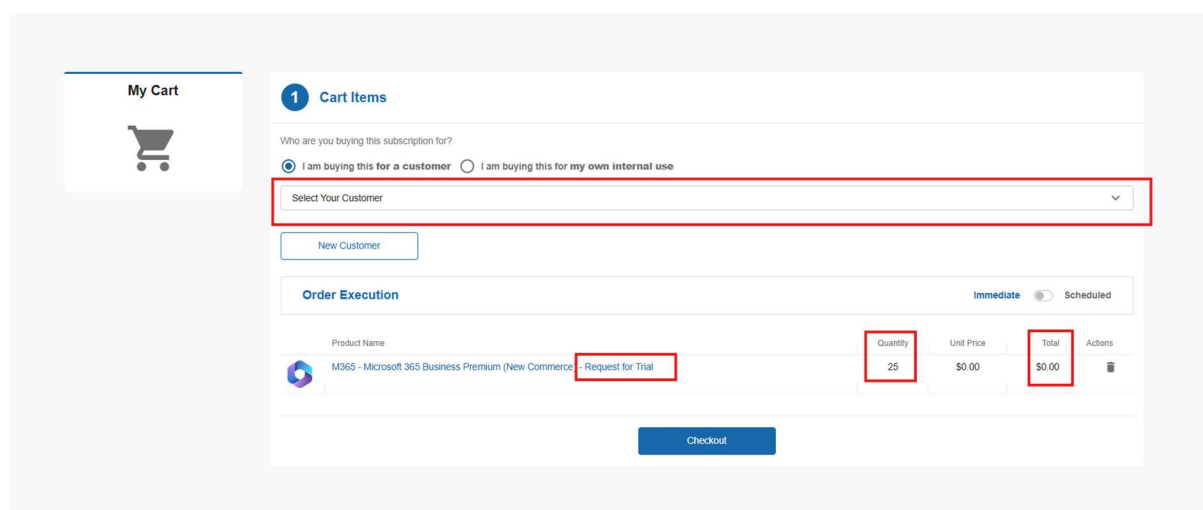 My Cart
1 Cart Items
Who are you buying this subscription for?
I am buying this for a customer I am buying this for my own internal use
Select Your Customer
New Customer
Order Execution Immediate Scheduled
Product Name Quantity Unit Price Total Actions
M365 - Microsoft 365 Business Premium (New Commerce) - Request for Trial 25 $0.00 $0.00
Checkout